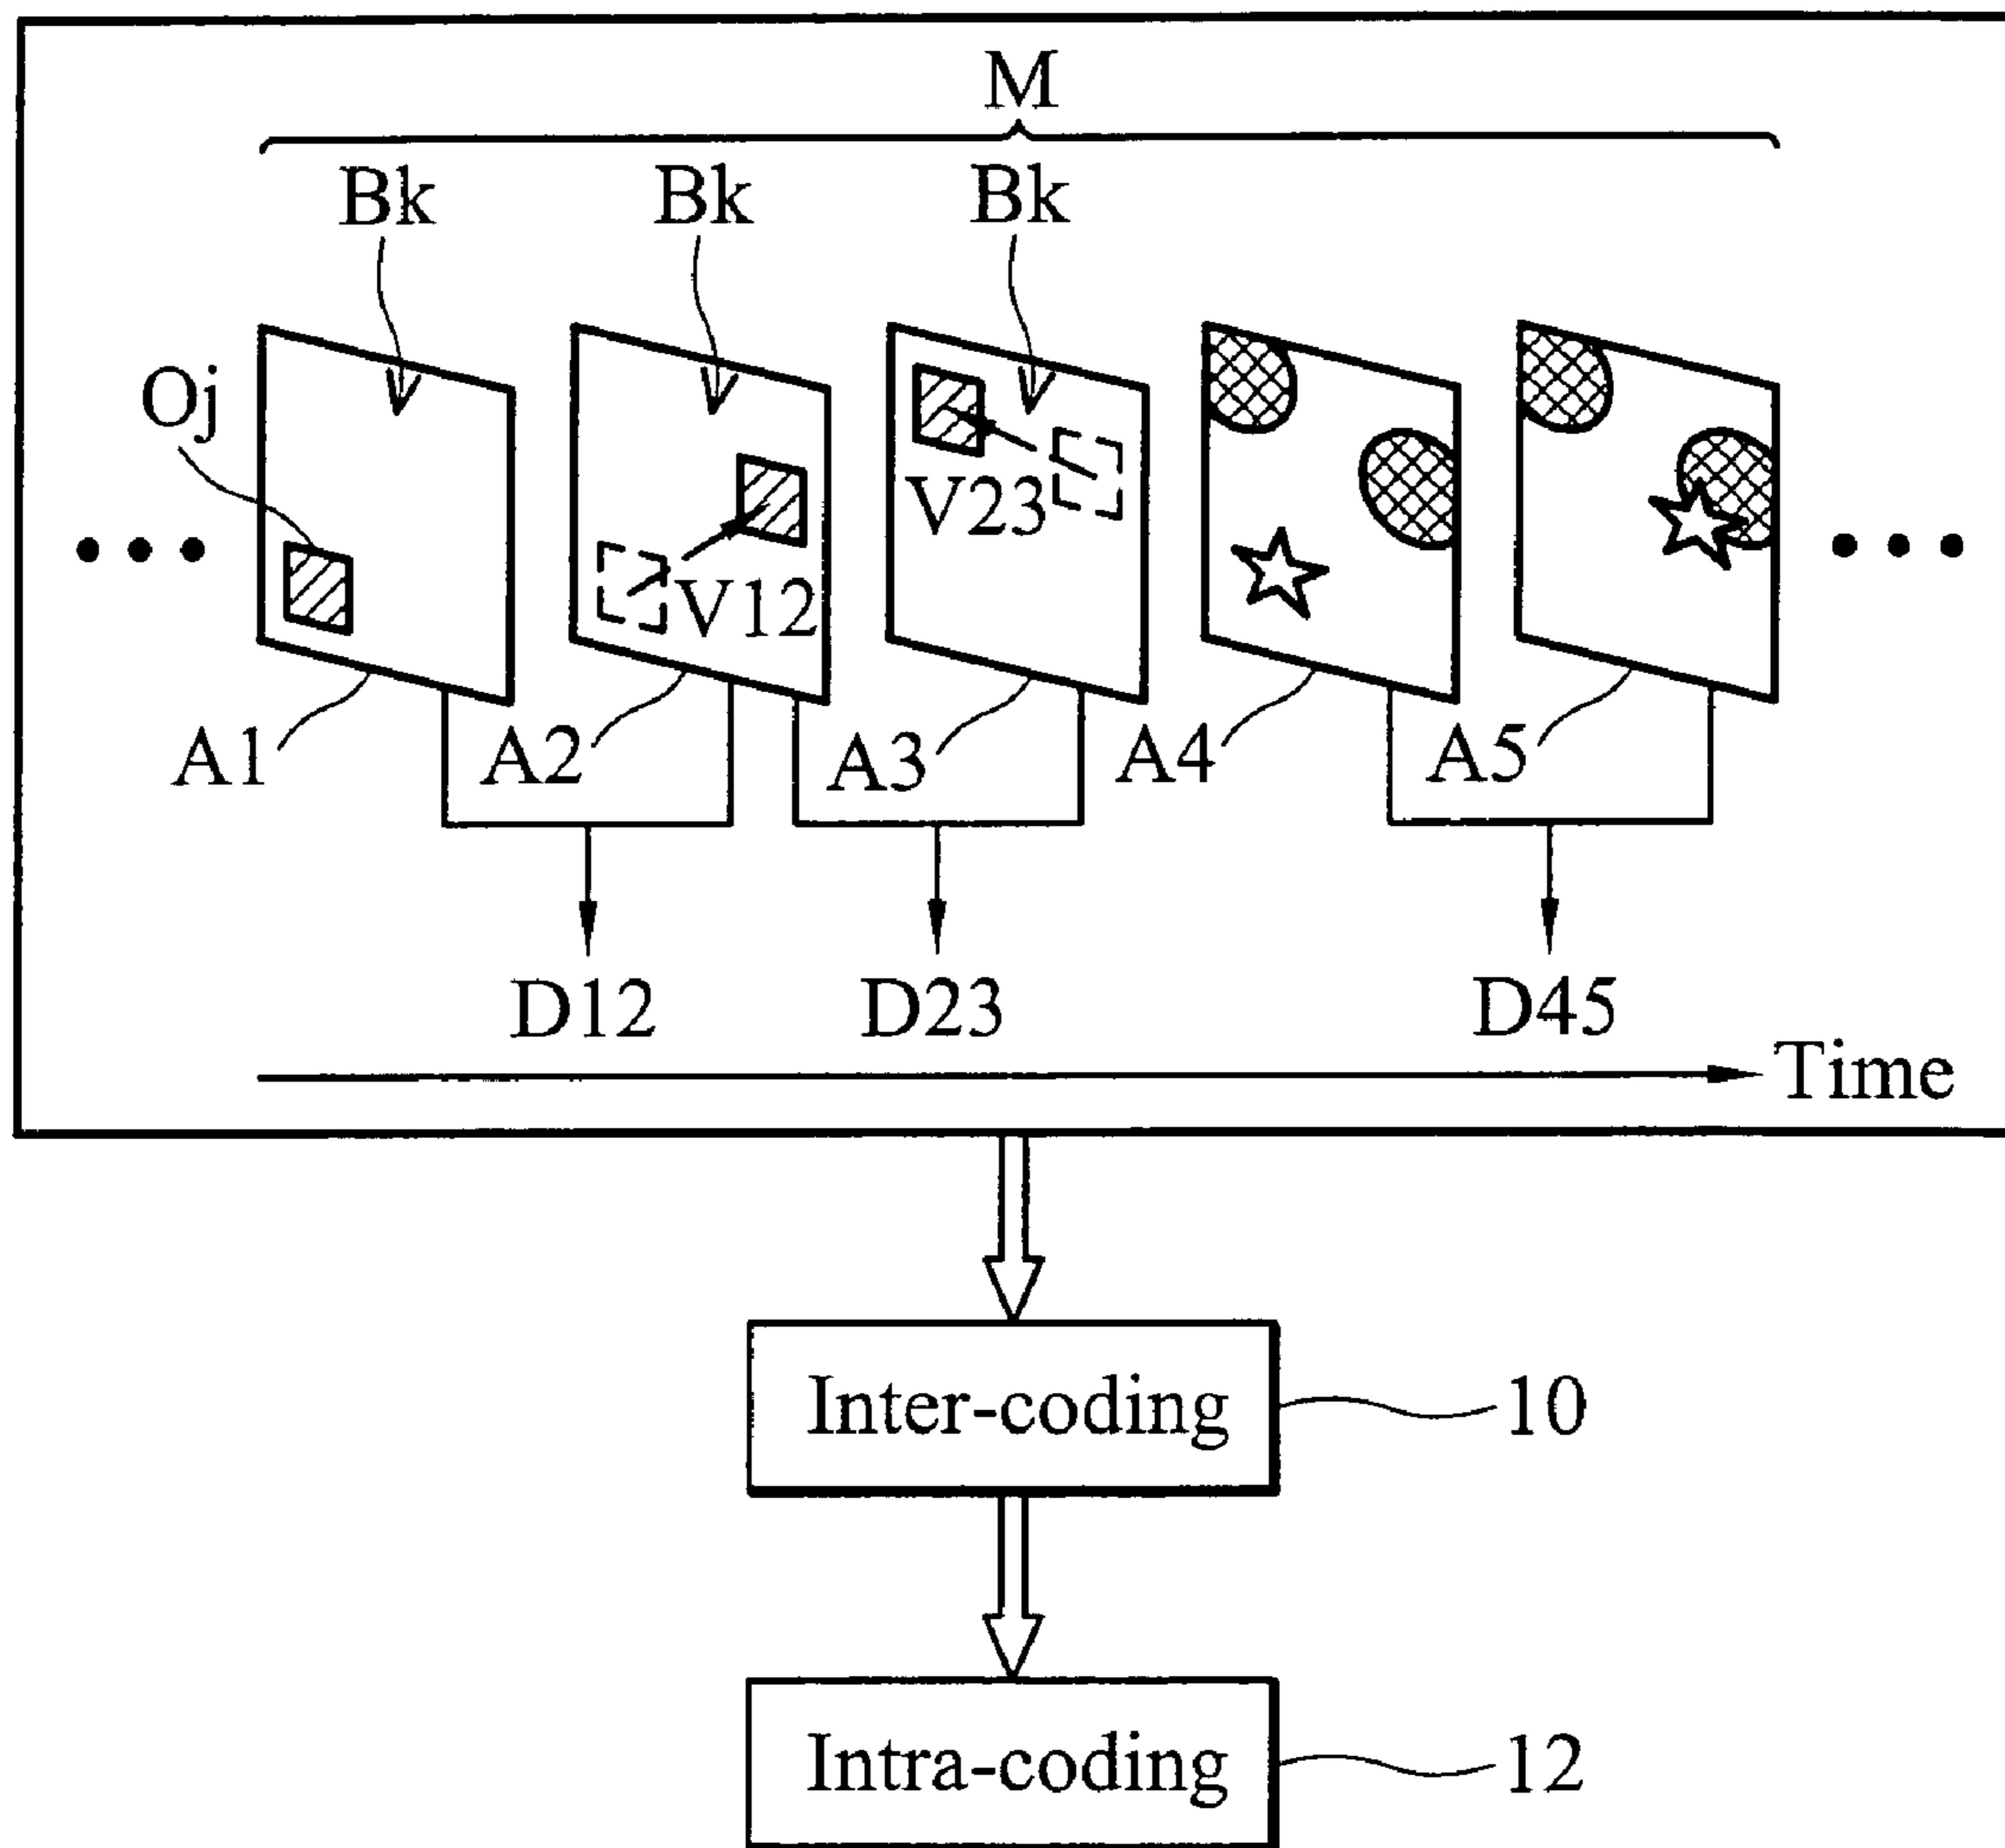 M
Bk Bk Bk
Oj
V23
V12
A1 A2 A3 A4 A5
D12 D23 D45
Time
Inter-coding 10
Intra-coding 12